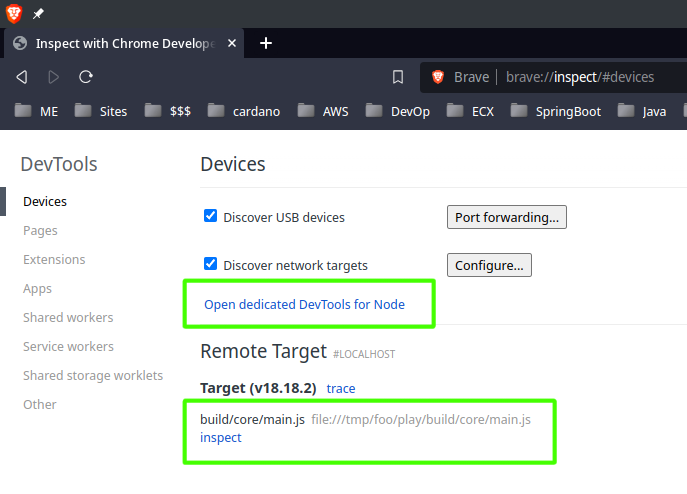 Inspect with Chrome Develope
Brave brave://inspect/#devices
ME Sites $$$ cardano AWS DevOp ECX SpringBoot Java
DevTools
Devices
Pages
Extensions
Apps
Shared workers
Service workers
Shared storage worklets
Other
Devices
Discover USB devices Port forwarding...
Discover network targets Configure...
Open dedicated DevTools for Node
Remote Target #LOCALHOST
Target (v18.18.2) trace
build/core/main.js file:///tmp/foo/play/build/core/main.js
inspect